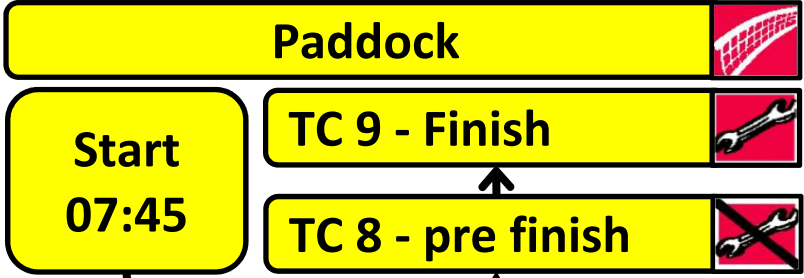 Paddock
Start
07:45
TC 9 - Finish
TC 8 - pre finish